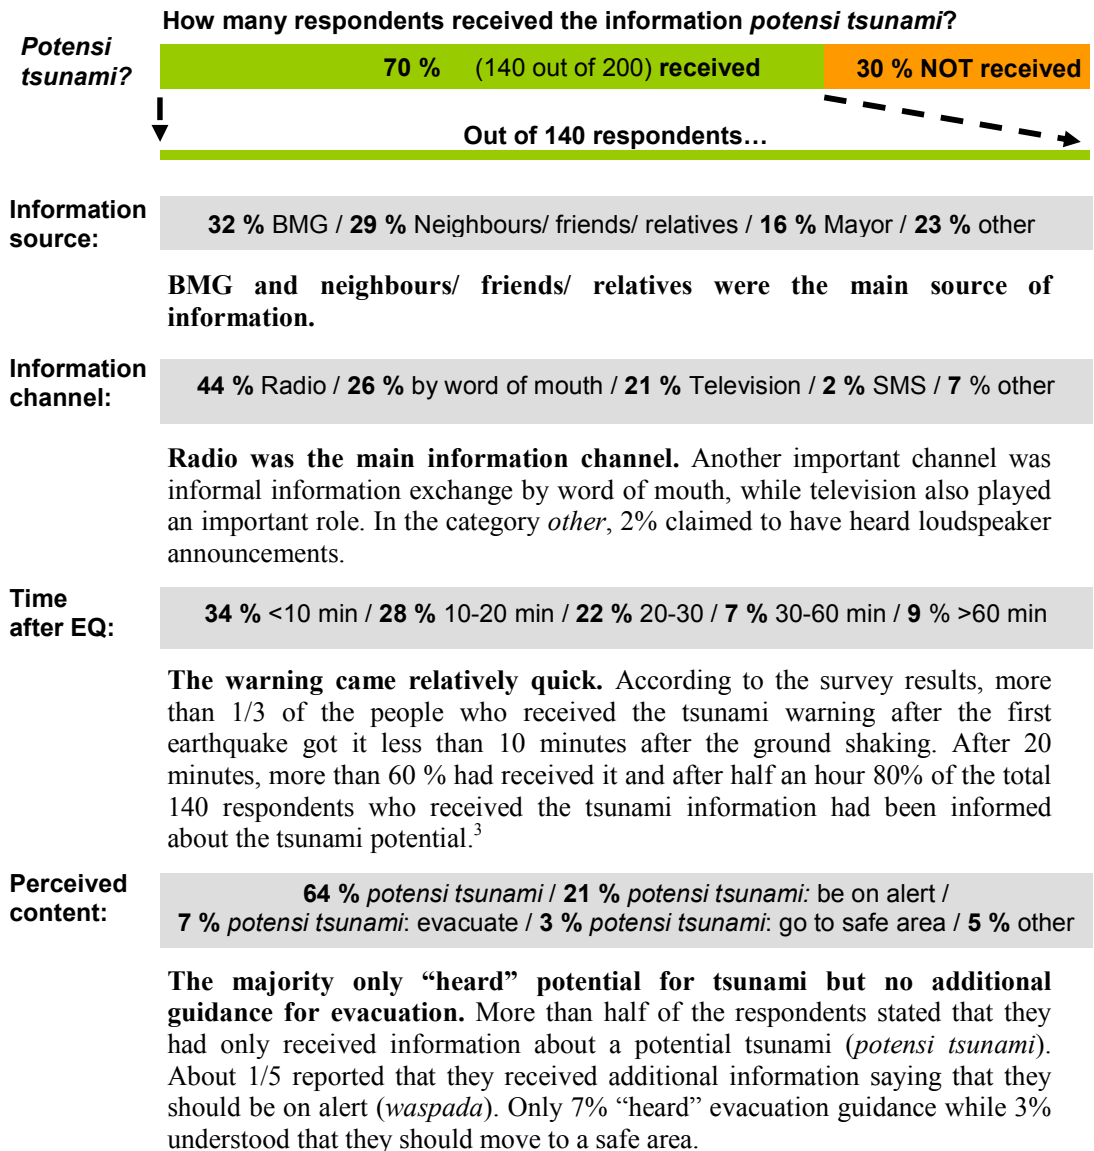 How many respondents received the information potensi tsunami?
Potensi
tsunami?
70 % (140 out of 200) received
30 % NOT received
Out of 140 respondents…
Information
source:
32 % BMG / 29 % Neighbours/ friends/ relatives / 16 % Mayor / 23 % other
BMG and neighbours/ friends/ relatives were the main source of
information.
Information
channel:
44 % Radio / 26 % by word of mouth / 21 % Television / 2 % SMS / 7 % other
Radio was the main information channel. Another important channel was
informal information exchange by word of mouth, while television also played
an important role. In the category other, 2% claimed to have heard loudspeaker
announcements.
Time
after EQ:
34 % <10 min / 28 % 10-20 min / 22 % 20-30 / 7 % 30-60 min / 9 % >60 min
The warning came relatively quick. According to the survey results, more
than 1/3 of the people who received the tsunami warning after the first
earthquake got it less than 10 minutes after the ground shaking. After 20
minutes, more than 60 % had received it and after half an hour 80% of the total
140 respondents who received the tsunami information had been informed
about the tsunami potential.3
Perceived
content:
64 % potensi tsunami / 21 % potensi tsunami: be on alert /
7 % potensi tsunami: evacuate / 3 % potensi tsunami: go to safe area / 5 % other
The majority only “heard” potential for tsunami but no additional
guidance for evacuation. More than half of the respondents stated that they
had only received information about a potential tsunami (potensi tsunami).
About 1/5 reported that they received additional information saying that they
should be on alert (waspada). Only 7% “heard” evacuation guidance while 3%
understood that they should move to a safe area.